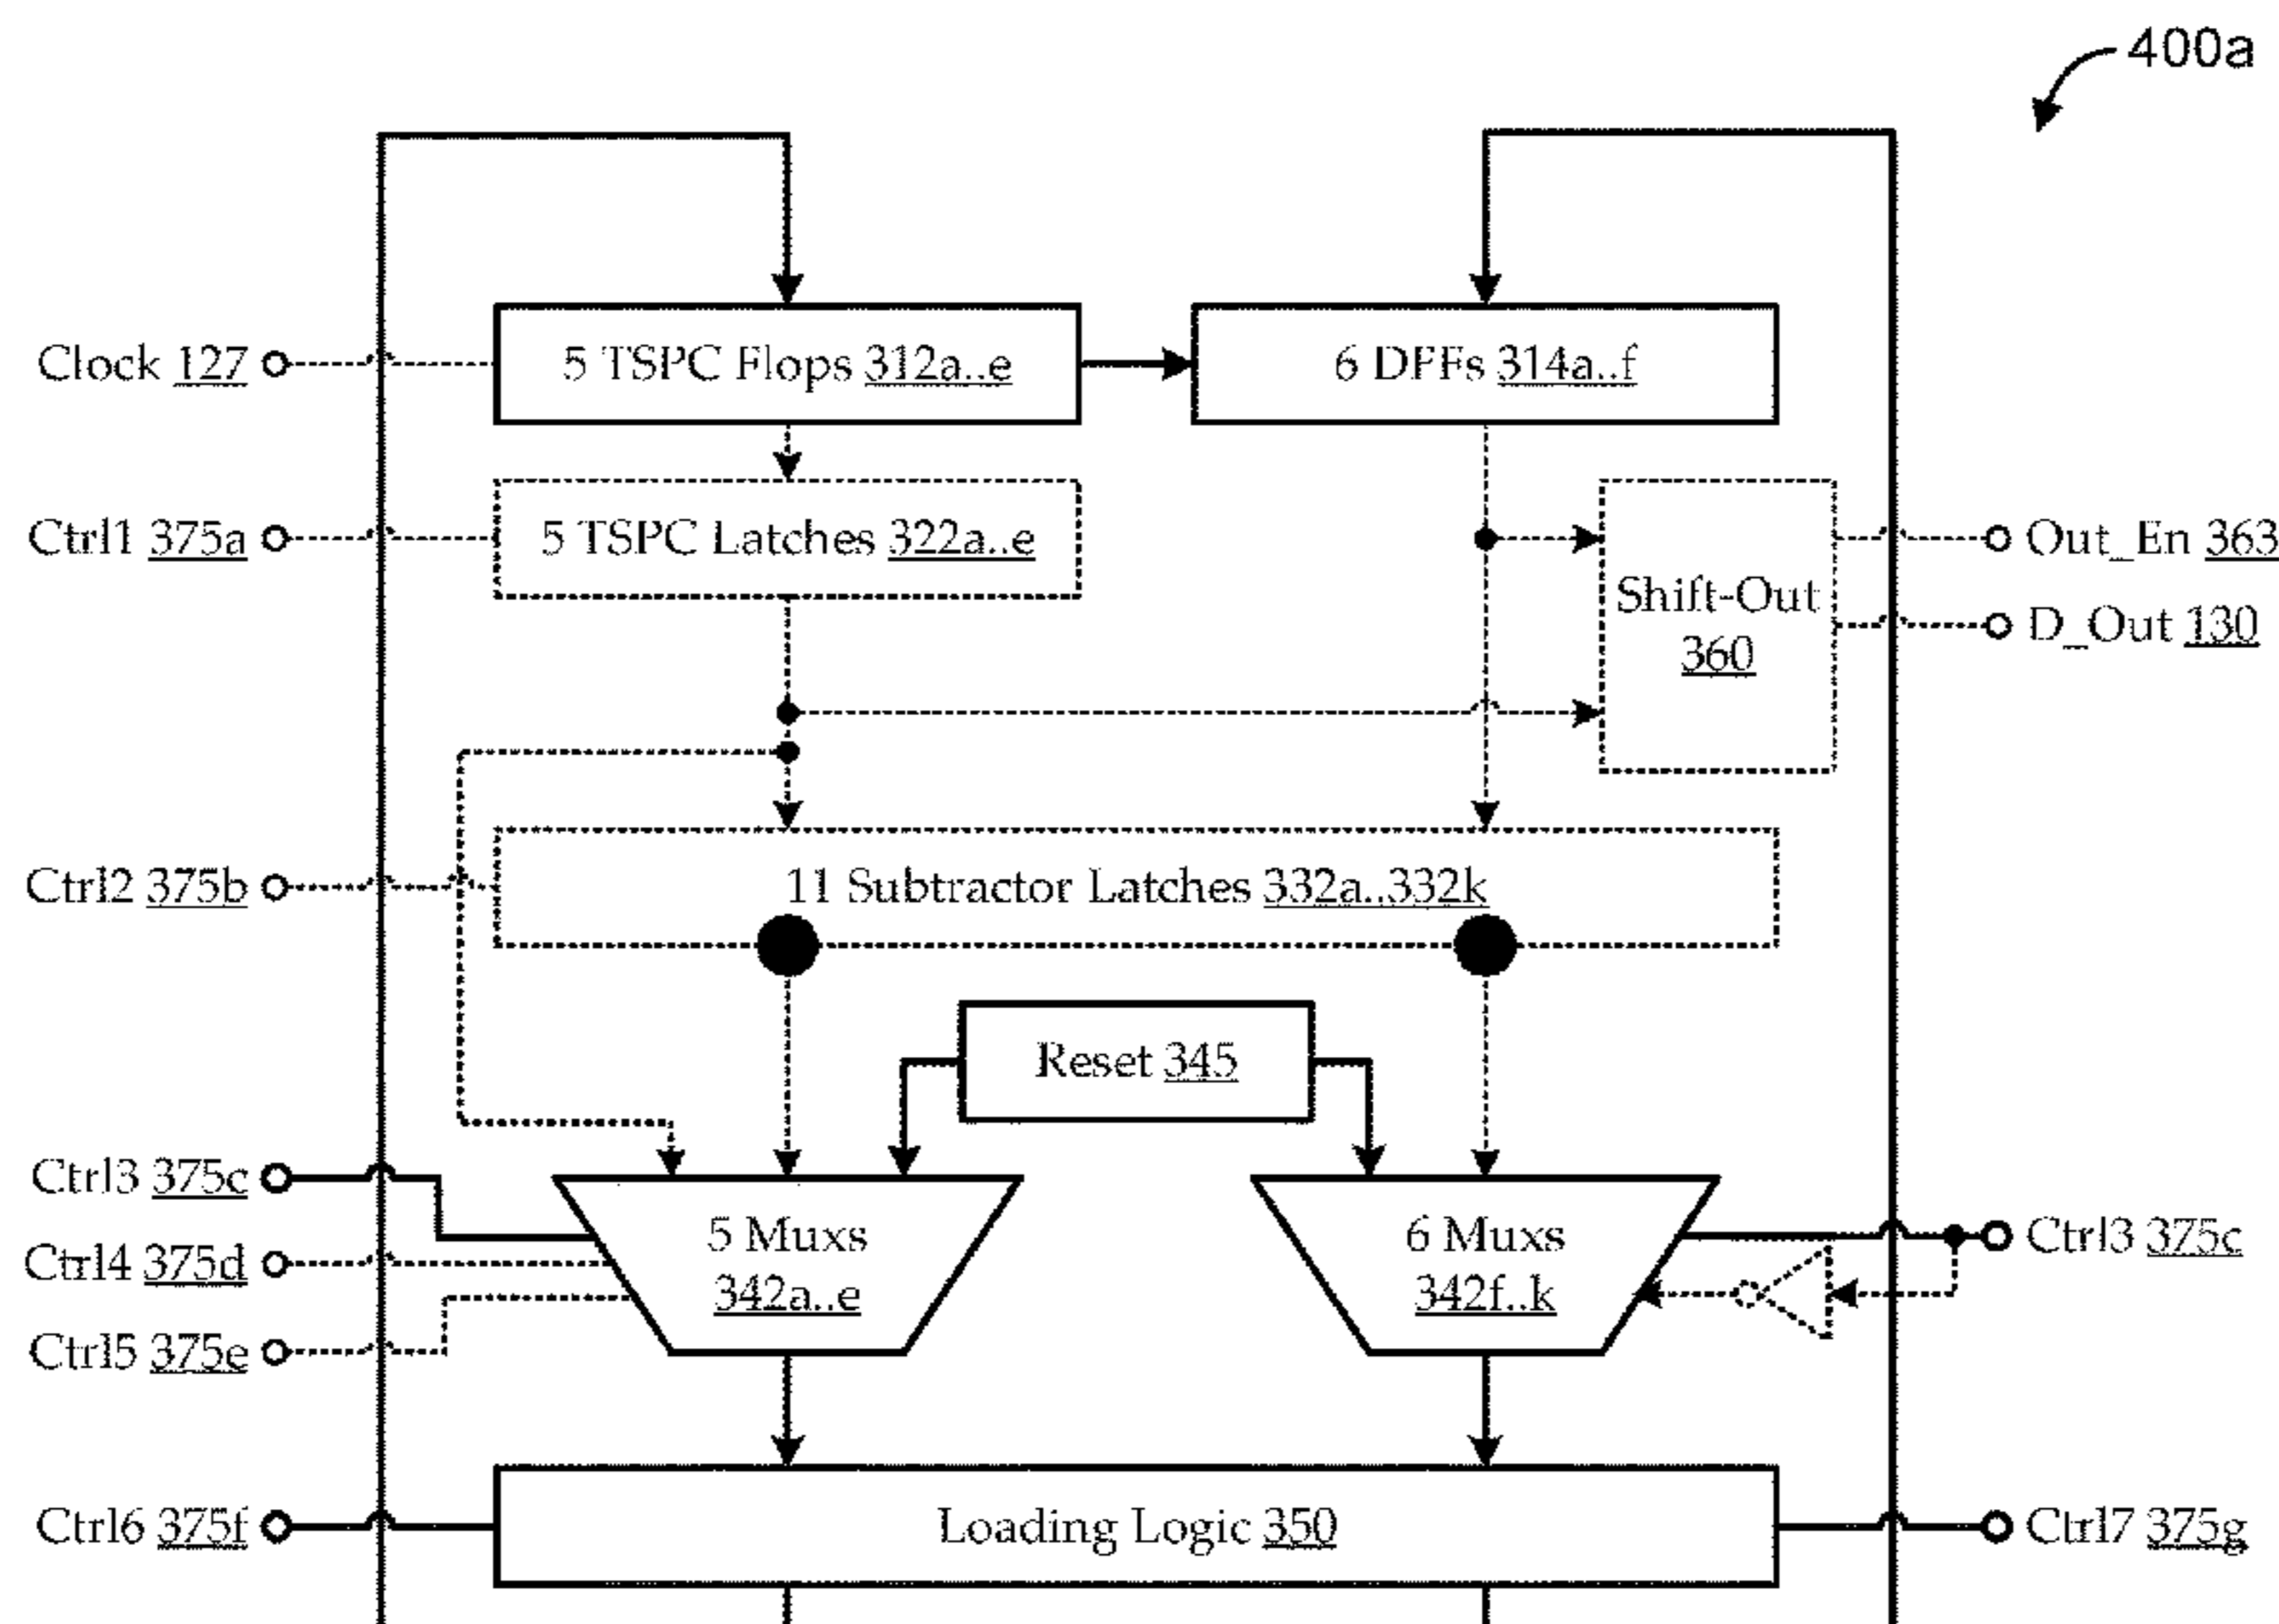 400a
Clock 127
5 TSPC Flops 312a..e
6 DFFs 314a..f
Ctrl1 375a
5 TSPC Latches 322a..e
Out_En 363
Shift-Out
360
D_Out 130
Ctrl2 375b
11 Subtractor Latches 332a..332k
Reset 345
Ctrl3 375c
5 Muxs
342a..e
6 Muxs
342f..k
Ctrl3 375c
Ctrl4 375d
Ctrl5 375e
Ctrl6 375f
Loading Logic 350
Ctrl7 375g